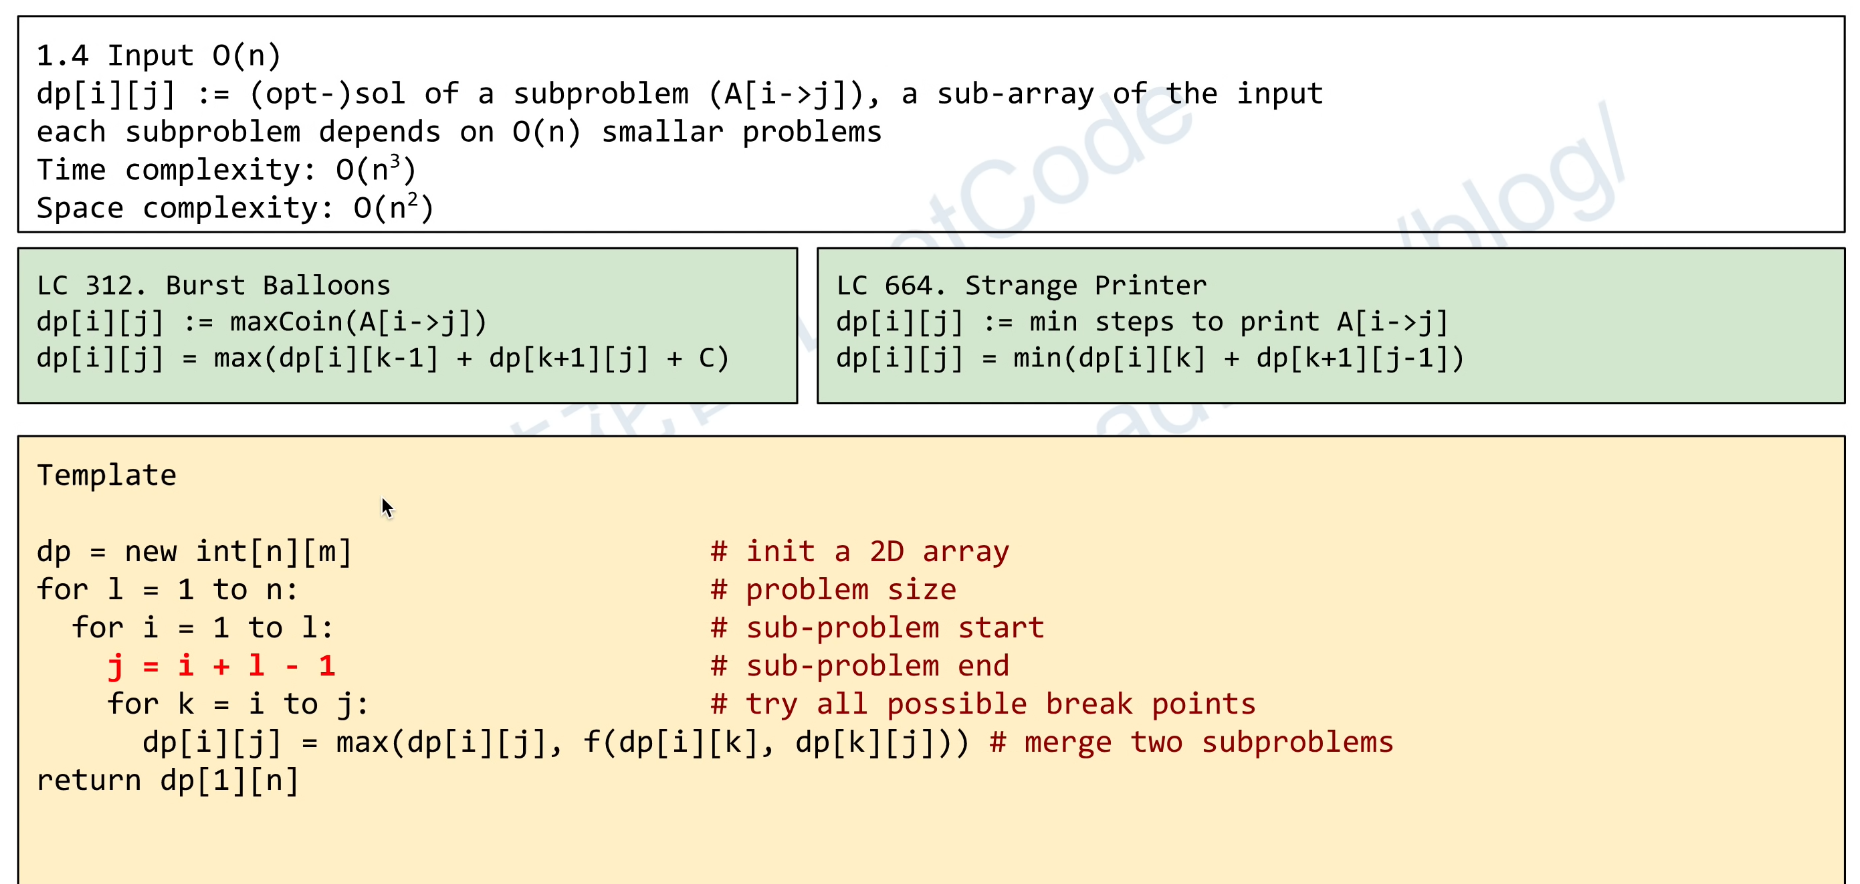 1.4 Input O(n)
dp[i][j] := (opt-)sol of a subproblem (A[i->j]), a sub-array of the input
each subproblem depends on O(n) smallar problems
Time complexity: O(n³)
Space complexity: O(n²)
LC 312. Burst Balloons
dp[i][j] := maxCoin(A[i->j])
dp[i][j] = max(dp[i][k-1] + dp[k+1][j] + C)
LC 664. Strange Printer
dp[i][j] := min steps to print A[i->j]
dp[i][j] = min(dp[i][k] + dp[k+1][j-1])
Template
dp = new int[n][m] # init a 2D array
for l = 1 to n: # problem size
for i = 1 to l: # sub-problem start
j = i + l - 1 # sub-problem end
for k = i to j: # try all possible break points
dp[i][j] = max(dp[i][j], f(dp[i][k], dp[k][j])) # merge two subproblems
return dp[1][n]
/blog/